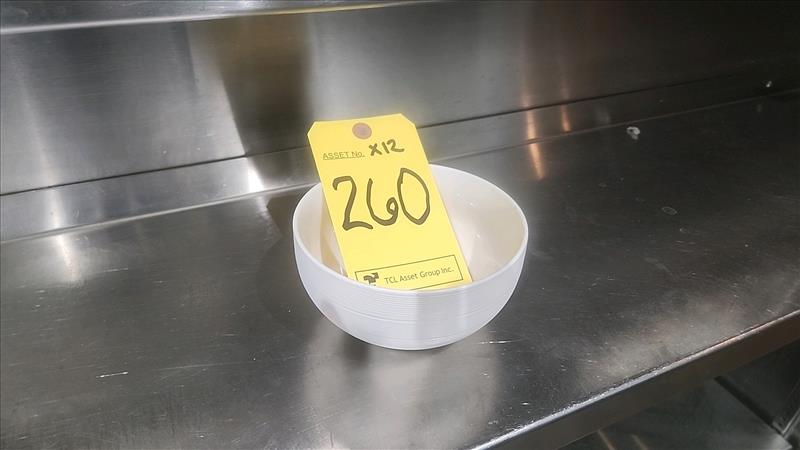 ASSET No. X12
260
TCL Asset Group Inc.